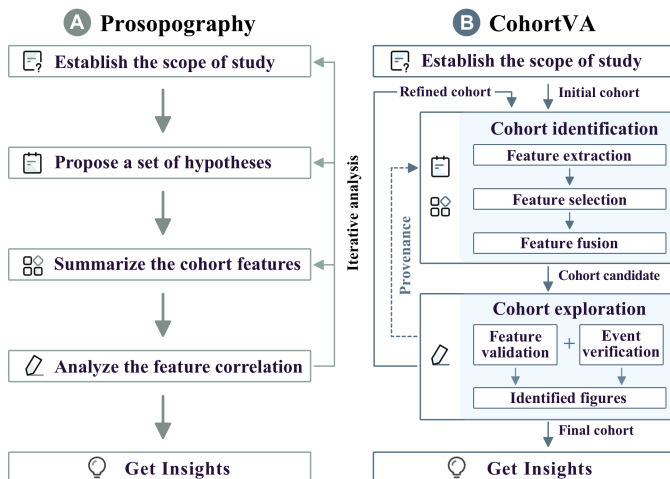 A Prosopography
Establish the scope of study
Propose a set of hypotheses
Summarize the cohort features
Analyze the feature correlation
Get Insights
Iterative analysis
B CohortVA
Establish the scope of study
Refined cohort
Initial cohort
Cohort identification
Feature extraction
Feature selection
Feature fusion
Provenance
Cohort candidate
Cohort exploration
Feature
validation
+
Event
verification
Identified figures
Final cohort
Get Insights